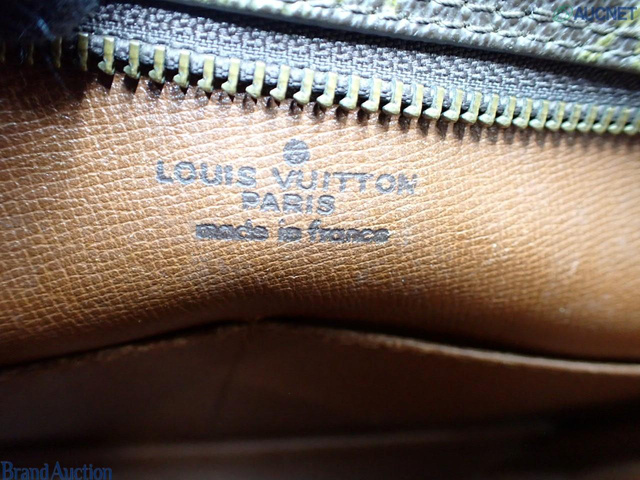 AUCNET
LOUIS VUITTON
PARIS
made in france
Brand Auction